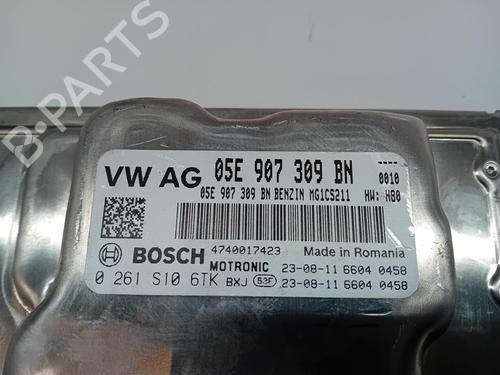 VW AG 05E 907 309 BN
----
0010
05E 907 309 BN BENZIN MG1CS211 HW: H80
BOSCH 4740017423 Made in Romania
MOTRONIC 23-08-11 6604 0458
0 261 S10 6TK BXJ 53F 23-08-11 6604 0458
B-PARTS